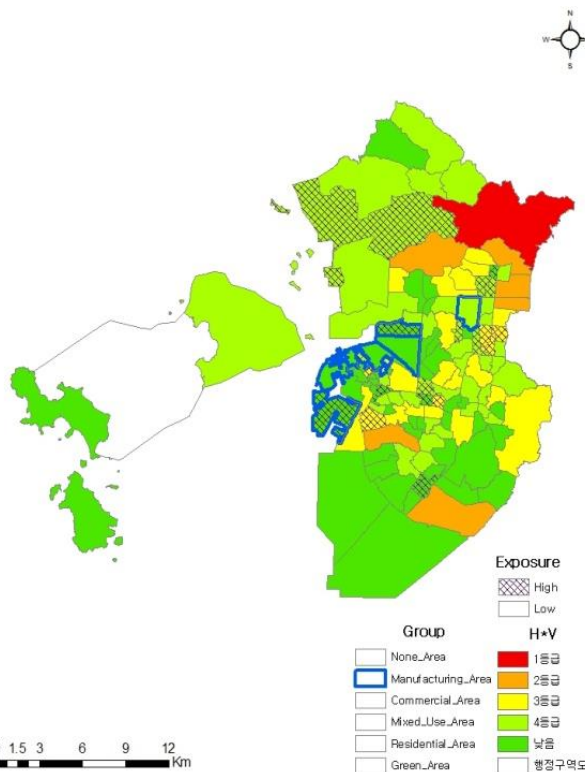 N
W
S
Exposure
High
Low
Group
None_Area
Manufacturing_Area
Commercial_Area
Mixed_Use_Area
Residential_Area
Green_Area
H*V
1등급
2등급
3등급
4등급
낮음
행정구역도
1.5 3 6 9 12
Km